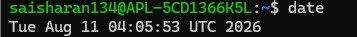 saisharan134@APL-5CD1366K5L:~$ date
Tue Aug 11 04:05:53 UTC 2026